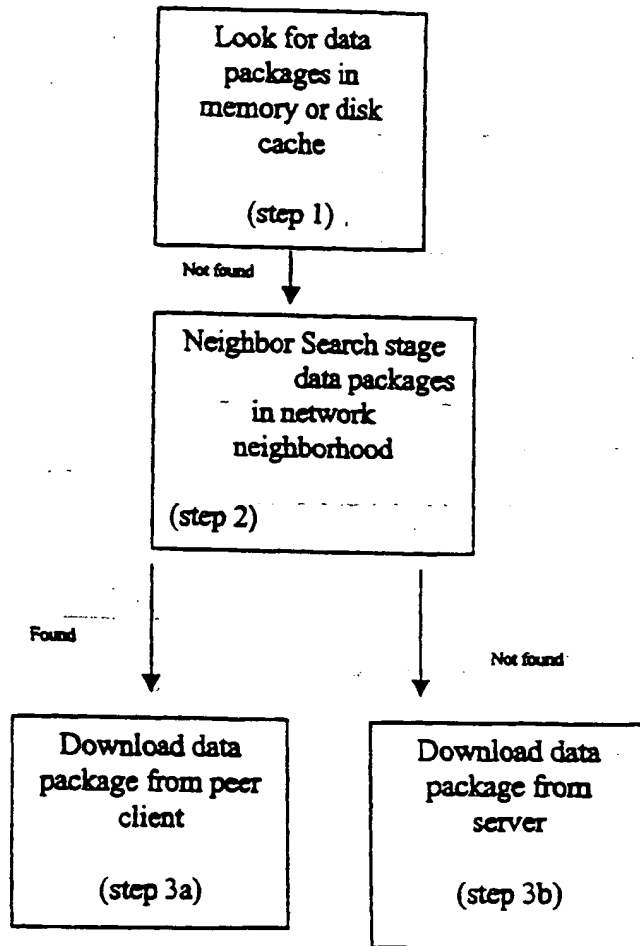 Look for data
packages in
memory or disk
cache
(step 1)
Not found
Neighbor Search stage
data packages
in network
neighborhood
(step 2)
Found
Not found
Download data
package from peer
client
(step 3a)
Download data
package from
server
(step 3b)